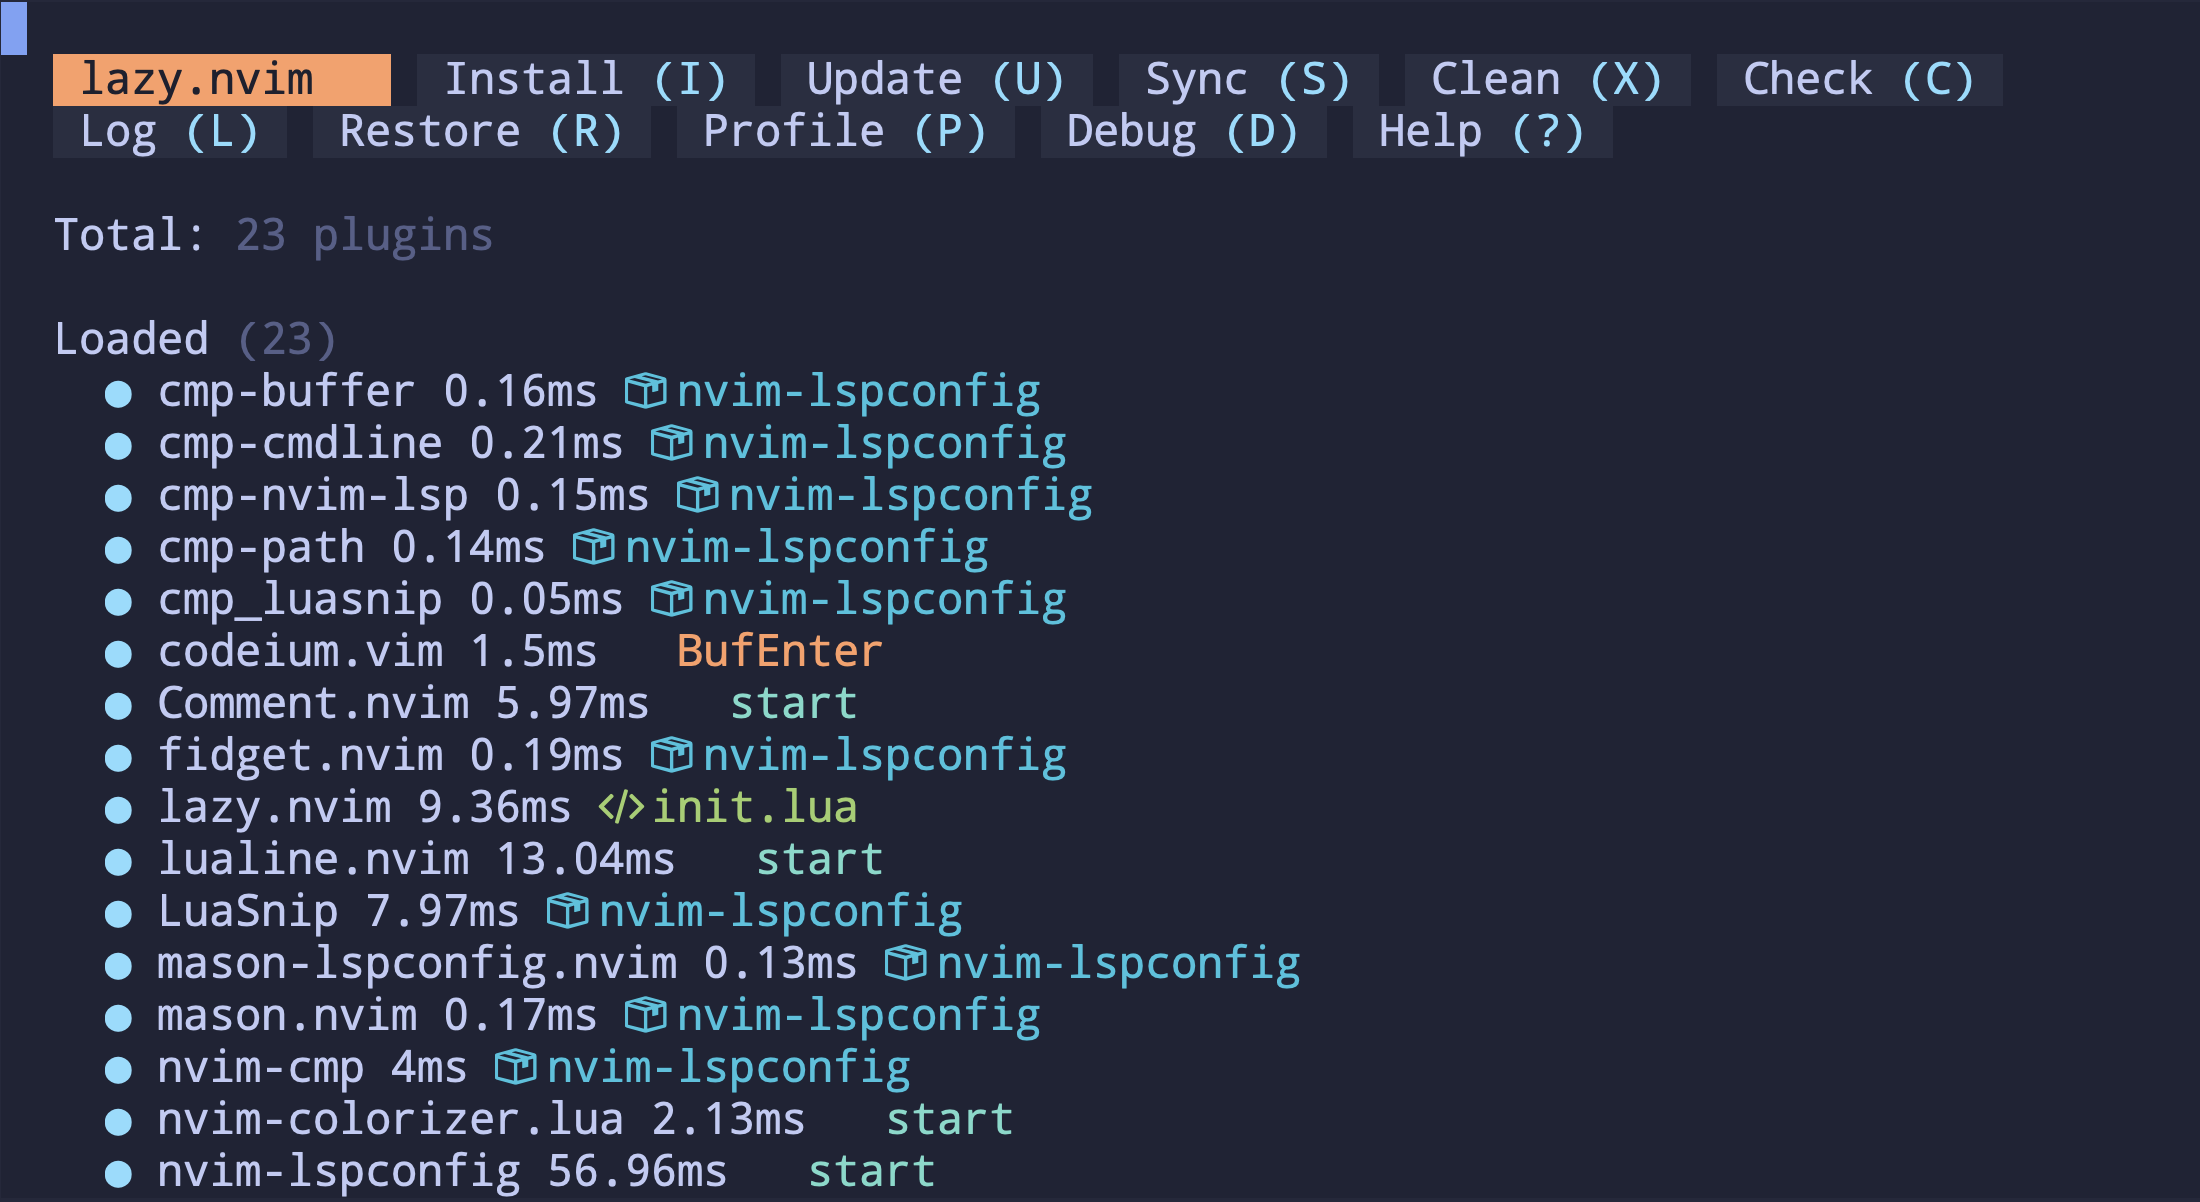 lazy.nvim Install (I) Update (U) Sync (S) Clean (X) Check (C)
Log (L) Restore (R) Profile (P) Debug (D) Help (?)
Total: 23 plugins
Loaded (23)
● cmp-buffer 0.16ms nvim-lspconfig
● cmp-cmdline 0.21ms nvim-lspconfig
● cmp-nvim-lsp 0.15ms nvim-lspconfig
● cmp-path 0.14ms nvim-lspconfig
● cmp_luasnip 0.05ms nvim-lspconfig
● codeium.vim 1.5ms BufEnter
● Comment.nvim 5.97ms start
● fidget.nvim 0.19ms nvim-lspconfig
● lazy.nvim 9.36ms </>init.lua
● lualine.nvim 13.04ms start
● LuaSnip 7.97ms nvim-lspconfig
● mason-lspconfig.nvim 0.13ms nvim-lspconfig
● mason.nvim 0.17ms nvim-lspconfig
● nvim-cmp 4ms nvim-lspconfig
● nvim-colorizer.lua 2.13ms start
● nvim-lspconfig 56.96ms start